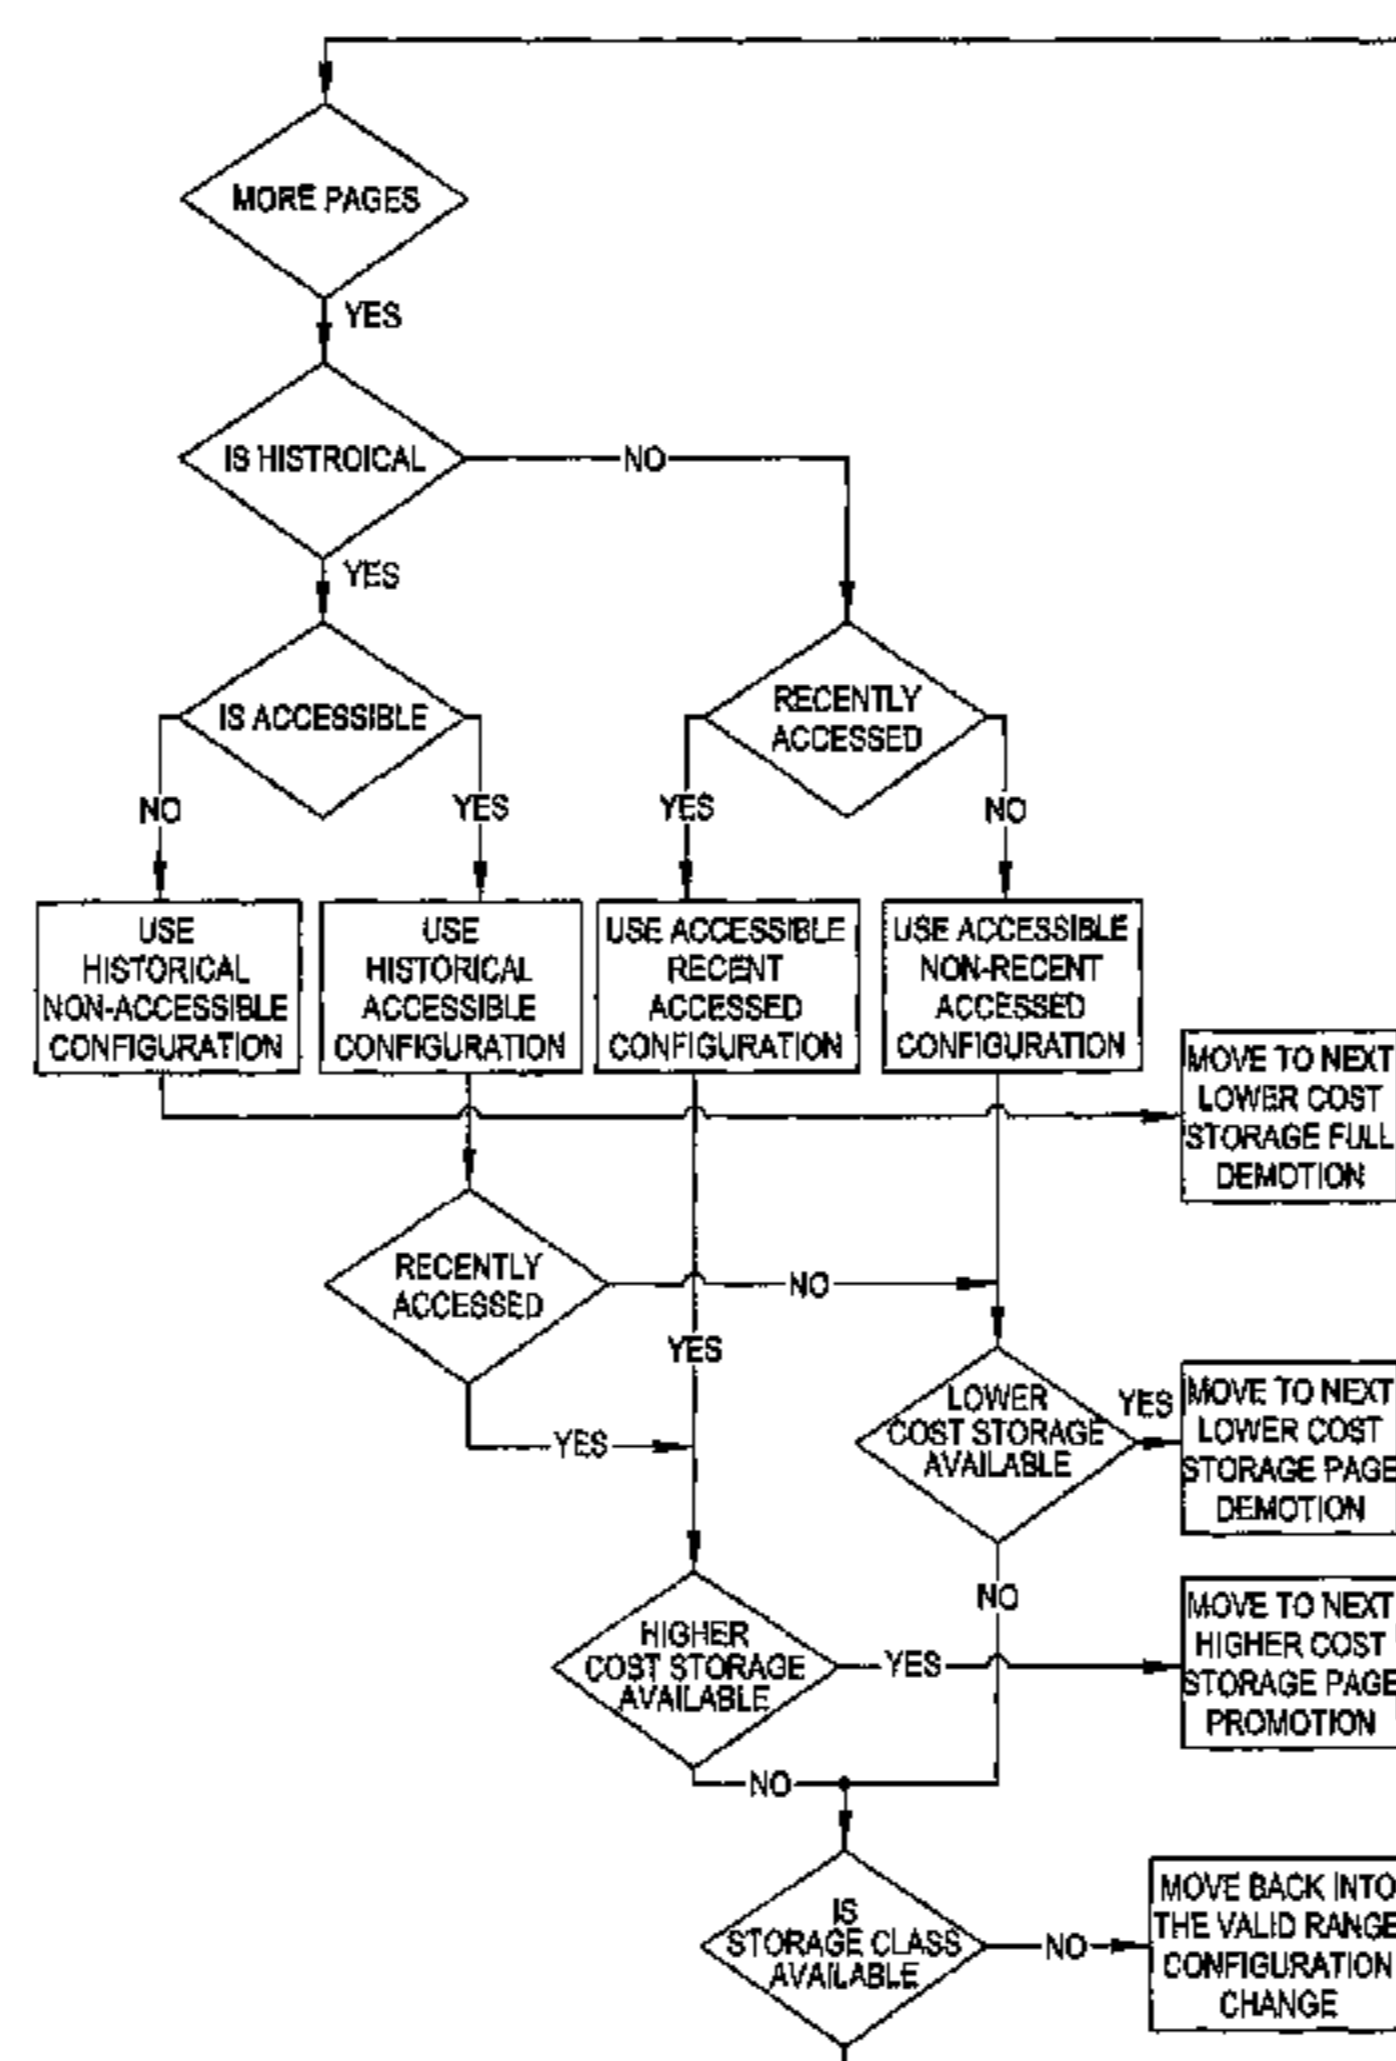 MORE PAGES
YES
IS HISTROICAL
NO
YES
IS ACCESSIBLE
RECENTLY
ACCESSED
NO
YES
YES
NO
USE
HISTORICAL
NON-ACCESSIBLE
CONFIGURATION
USE
HISTORICAL
ACCESSIBLE
CONFIGURATION
USE ACCESSIBLE
RECENT
ACCESSED
CONFIGURATION
USE ACCESSIBLE
NON-RECENT
ACCESSED
CONFIGURATION
MOVE TO NEXT
LOWER COST
STORAGE FULL
DEMOTION
RECENTLY
ACCESSED
NO
YES
YES
LOWER
COST STORAGE
AVAILABLE
YES
MOVE TO NEXT
LOWER COST
STORAGE PAGE
DEMOTION
NO
HIGHER
COST STORAGE
AVAILABLE
YES
MOVE TO NEXT
HIGHER COST
STORAGE PAGE
PROMOTION
NO
IS
STORAGE CLASS
AVAILABLE
NO
MOVE BACK INTO
THE VALID RANGE
CONFIGURATION
CHANGE